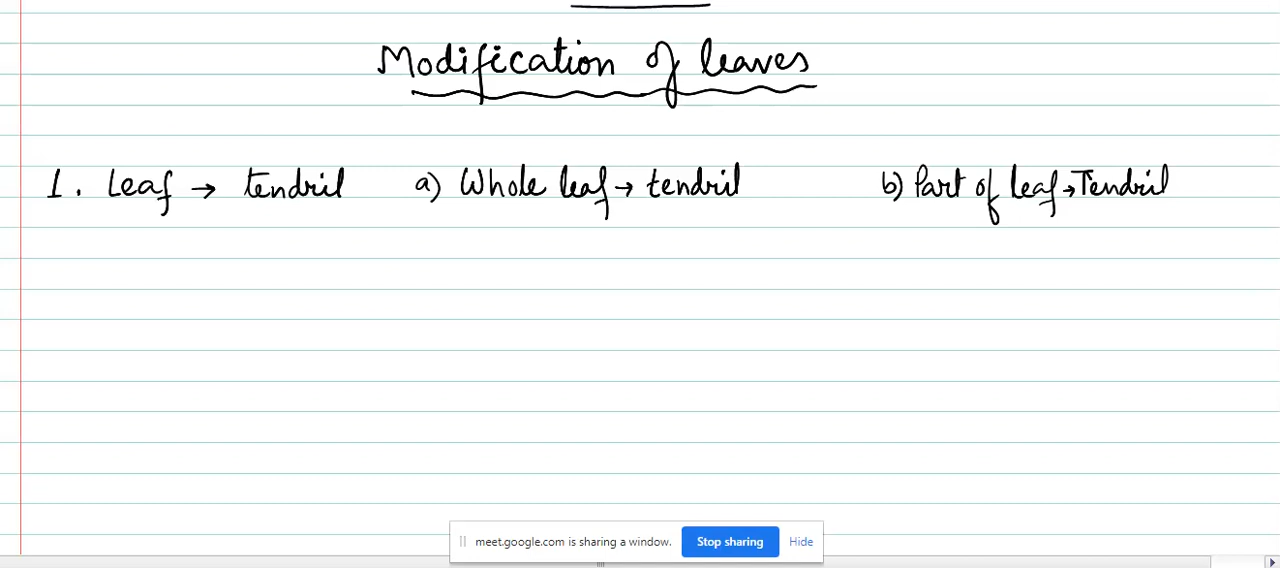 Modification of leaves
1. Leaf → tendril a) Whole leaf → tendril b) Part of leaf → Tendril
meet.google.com is sharing a window. Stop sharing Hide